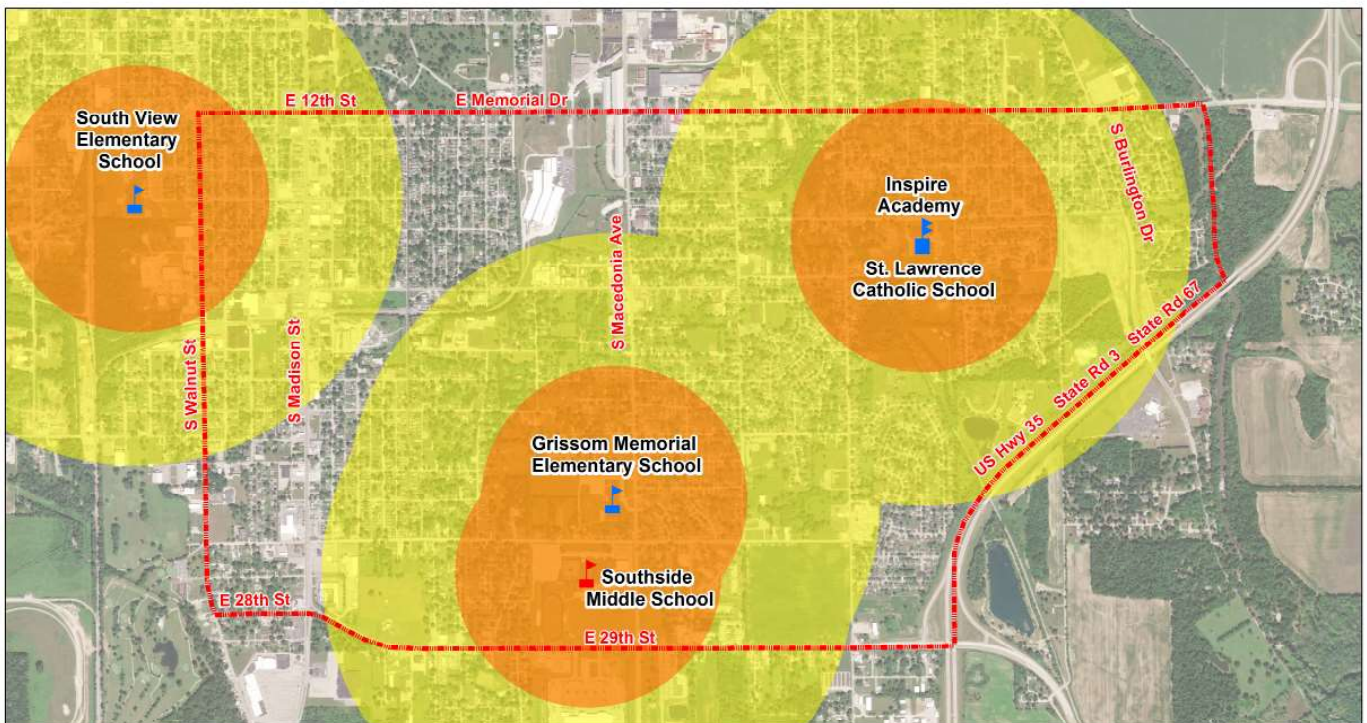 E 12th St
E Memorial Dr
South View
Elementary
School
S Burlington Dr
Inspire
Academy
St. Lawrence
Catholic School
S Macedonia Ave
S Walnut St
S Madison St
US Hwy 35 State Rd 3 State Rd 67
Grissom Memorial
Elementary School
Southside
Middle School
E 28th St
E 29th St